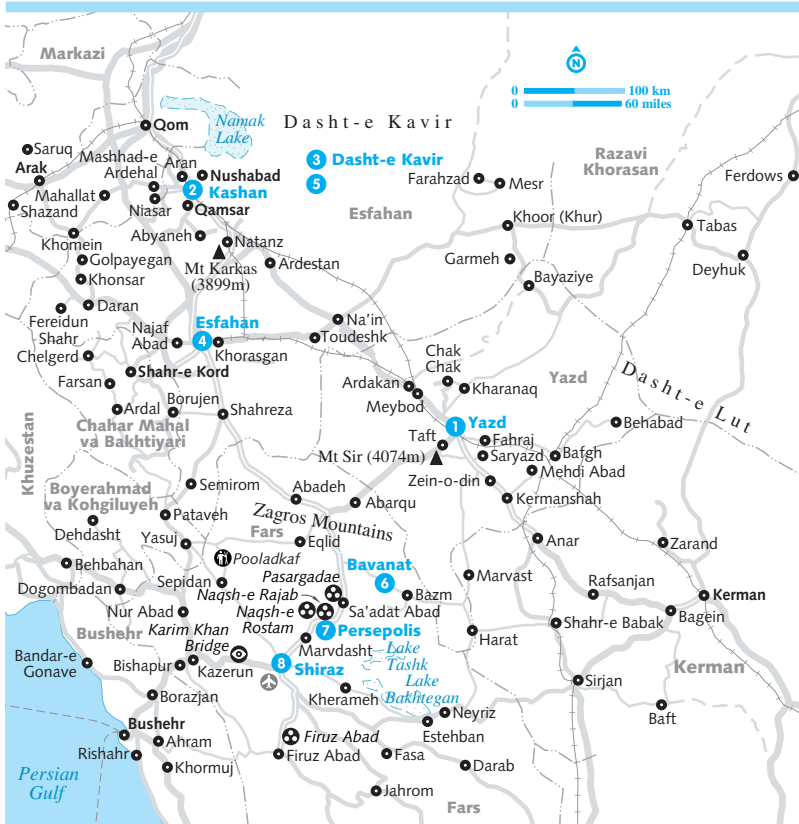 Markazi
N
0 100 km
0 60 miles
Qom
Namak
Lake
Dasht-e Kavir
Saruq
Arak
Mashhad-e
Ardehal
Aran
Nushabad
3 Dasht-e Kavir
5
Razavi
Khorasan
Ferdows
Farahzad
Mesr
Mahallat
2 Kashan
Shazand
Niasar
Qamsar
Esfahan
Khoor (Khur)
Tabas
Khomein
Abyaneh
Natanz
Golpayegan
Mt Karkas
(3899m)
Ardestan
Garmeh
Deyhuk
Khonsar
Bayaziye
Daran
Fereidun
Shahr
Najaf
Abad
Esfahan
4
Khorasgan
Na'in
Toudeshk
Chelgerd
Chak
Chak
Shahr-e Kord
Ardakan
Kharanaq
Yazd
Dasht-e Lut
Farsan
Meybod
Ardal
Borujen
Shahreza
Chahar Mahal
va Bakhtiyari
1 Yazd
Behabad
Taft
Fahraj
Mt Sir (4074m)
Saryazd
Bafgh
Mehdi Abad
Khuzestan
Semirom
Zein-o-din
Boyerahmad
va Kohgiluyeh
Abadeh
Abarqu
Kermanshah
Dehdasht
Pataveh
Zagros Mountains
Fars
Yasuj
Eqlid
Anar
Zarand
Pooladkaf
Behbahan
Pasargadae
Bavanat
6
Bazm
Marvast
Rafsanjan
Kerman
Dogombadan
Sepidan
Naqsh-e Rajab
Nur Abad
Naqsh-e
Rostam
Sa'adat Abad
Bagein
Bushehr
Karim Khan
Bridge
7 Persepolis
Harat
Shahr-e Babak
Marvdasht
Lake
Tashk
Bandar-e
Gonave
Bishapur
Kazerun
8 Shiraz
Lake
Bakhtegan
Kerman
Sirjan
Borazjan
Kherameh
Neyriz
Baft
Bushehr
Estehban
Ahram
Firuz Abad
Rishahr
Firuz Abad
Fasa
Persian
Gulf
Khormuj
Darab
Jahrom
Fars